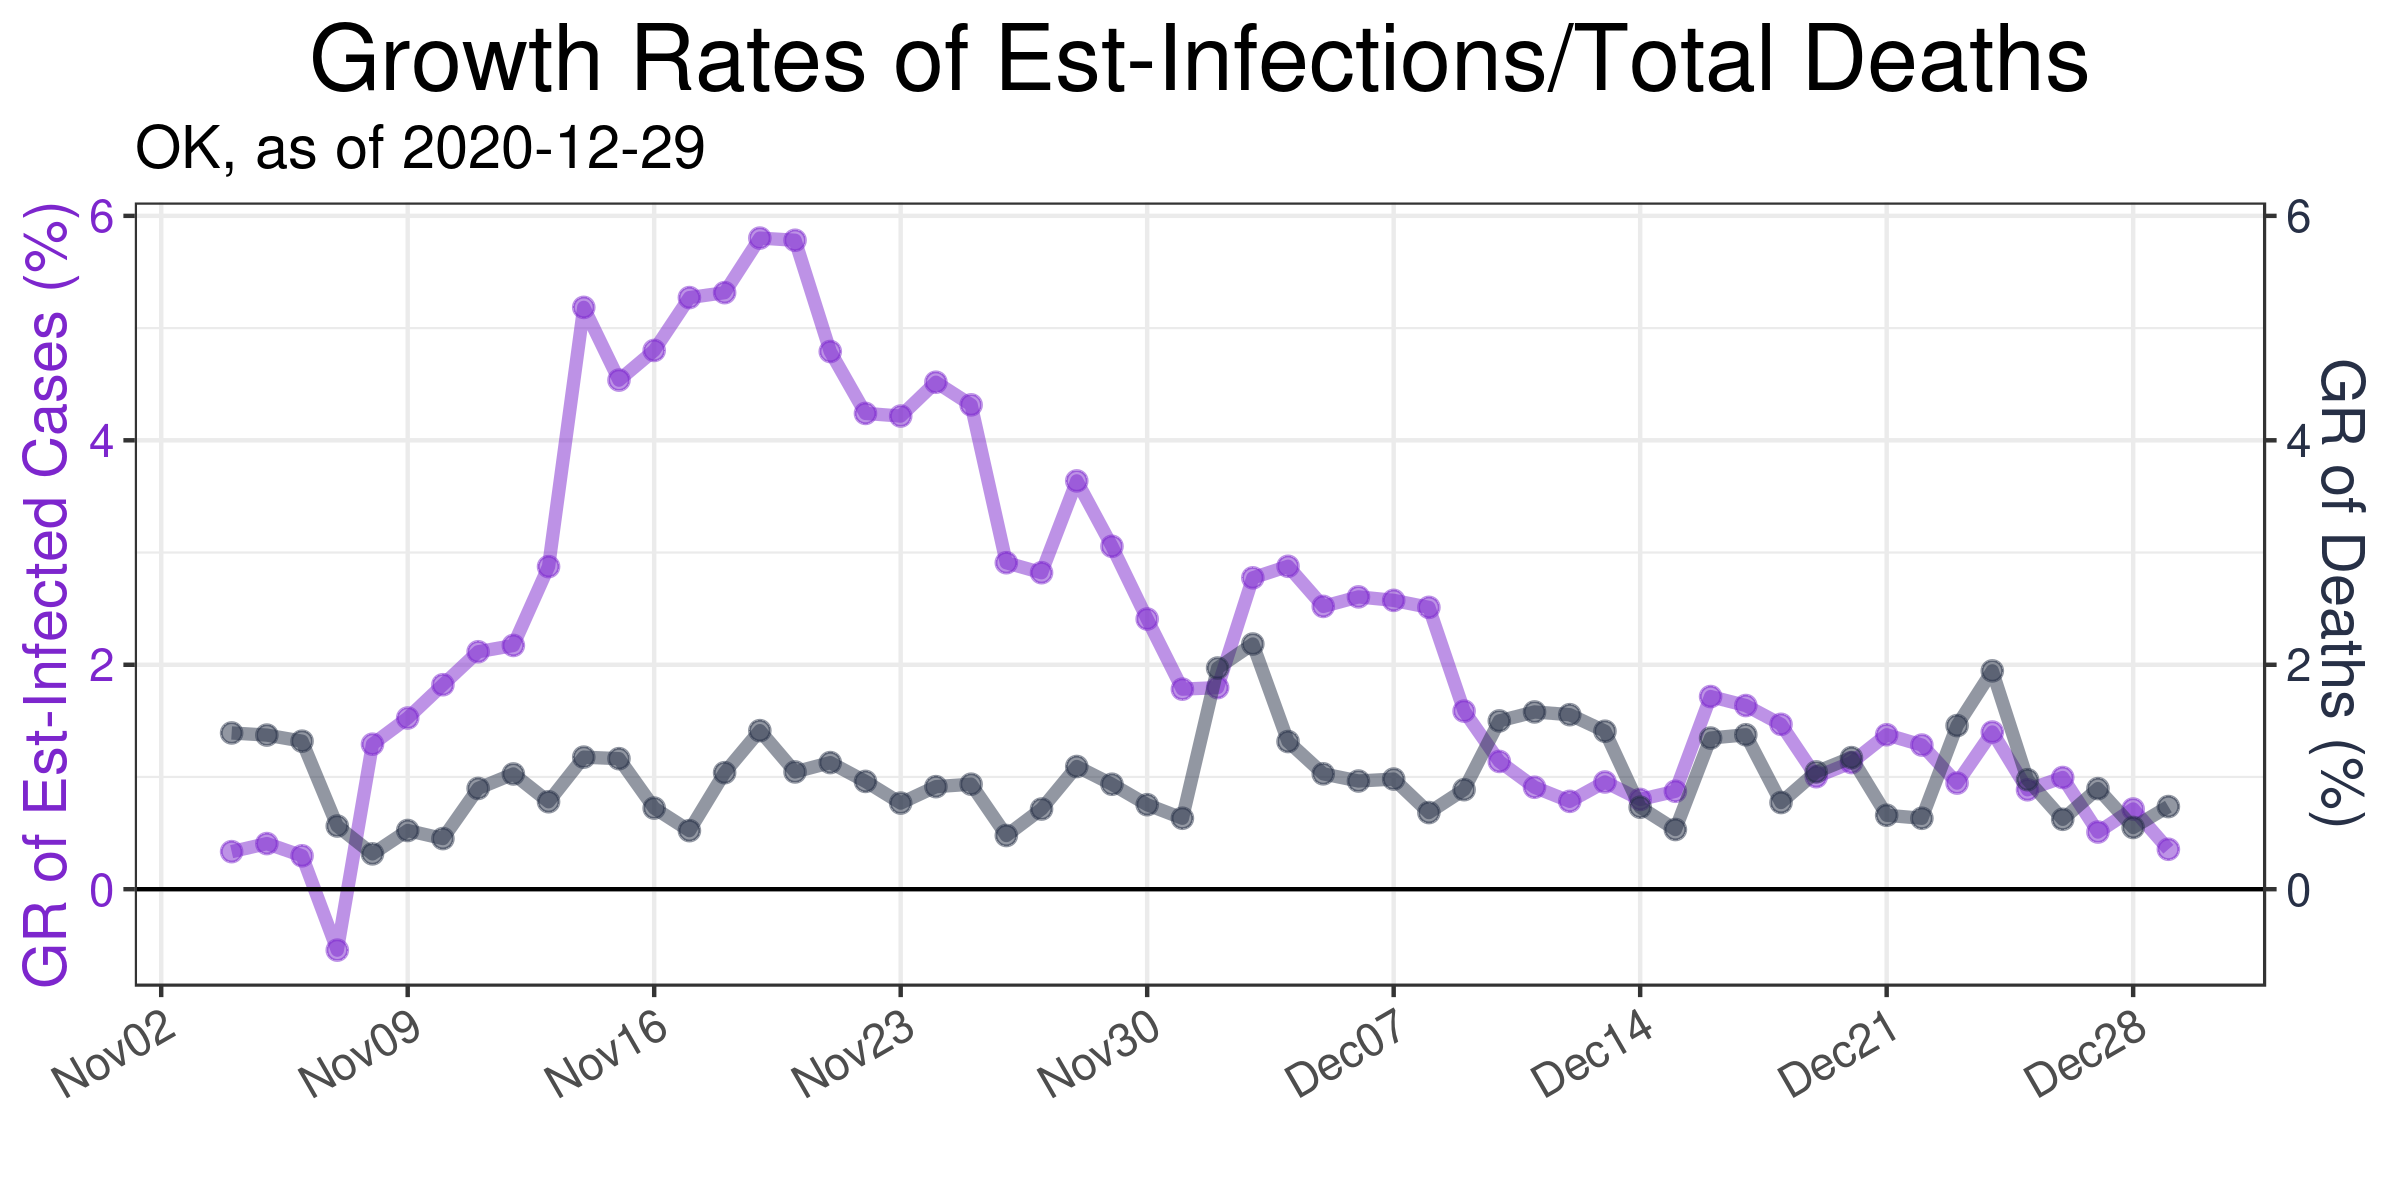 Growth Rates of Est-Infections/Total Deaths
OK, as of 2020-12-29
GR of Est-Infected Cases (%)
6
4
2
0
6
4
2
0
GR of Deaths (%)
Nov02
Nov09
Nov16
Nov23
Nov30
Dec07
Dec14
Dec21
Dec28